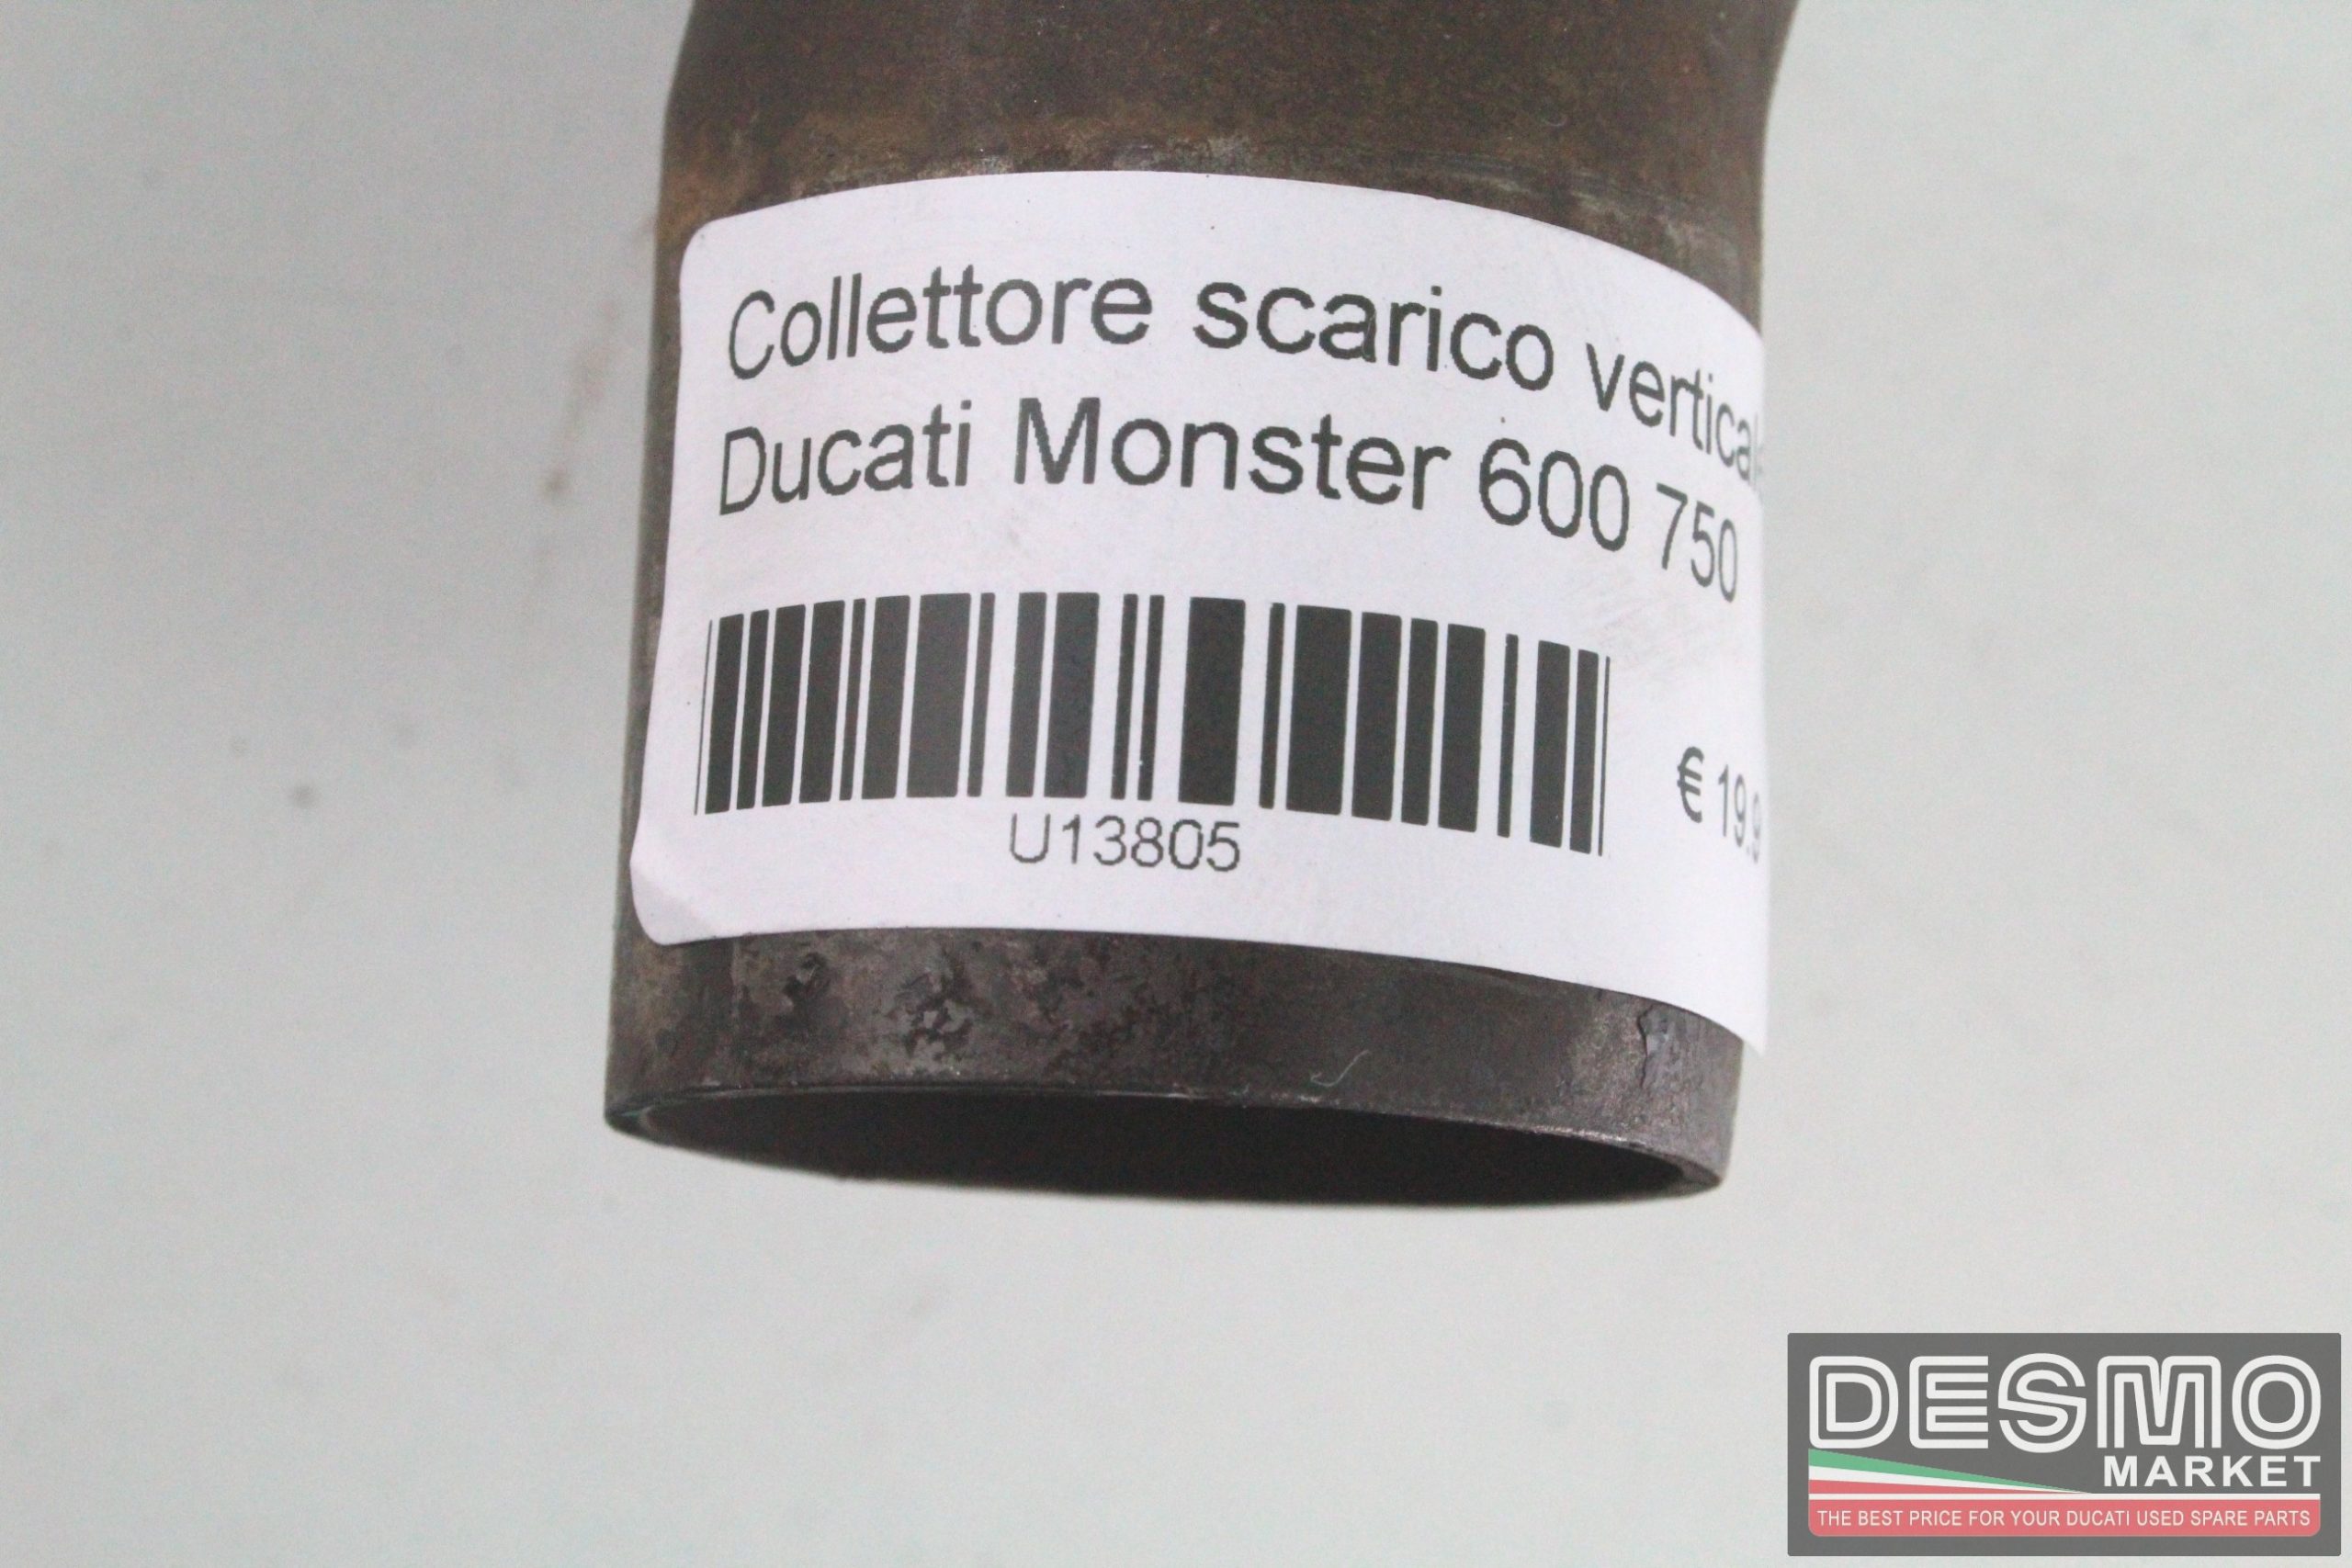 Collettore scarico vertical
Ducati Monster 600 750
U13805
€ 19.9
DESMO
MARKET
THE BEST PRICE FOR YOUR DUCATI USED SPARE PARTS